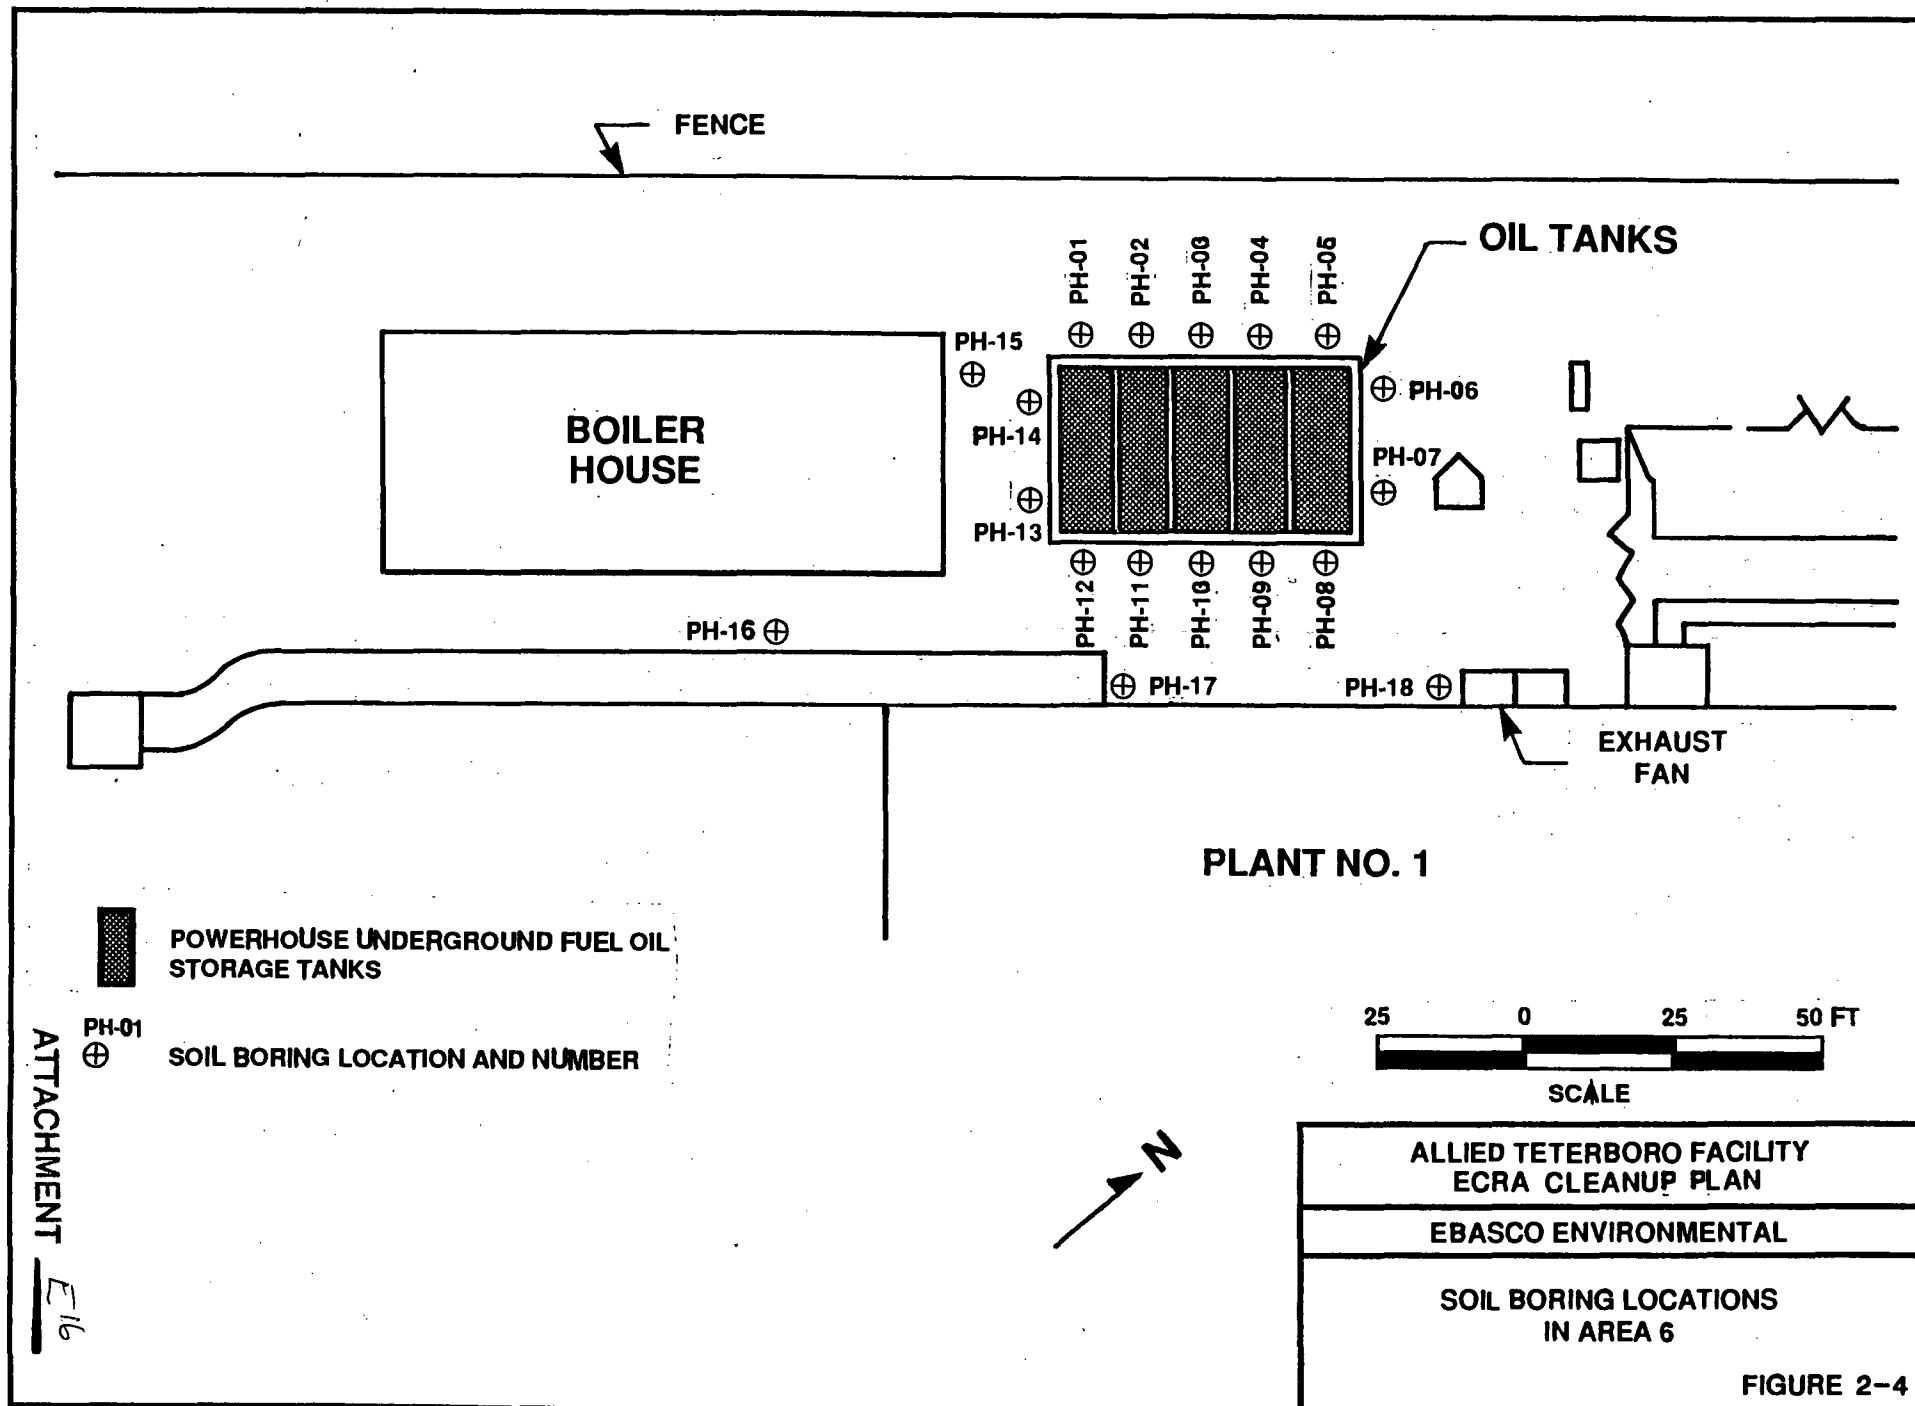 FENCE
OIL TANKS
PH-01
PH-02
PH-03
PH-04
PH-05
PH-15
PH-06
PH-14
BOILER
HOUSE
PH-07
PH-13
PH-12
PH-11
PH-10
PH-09
PH-08
PH-16
PH-17
PH-18
EXHAUST
FAN
PLANT NO. 1
POWERHOUSE UNDERGROUND FUEL OIL
STORAGE TANKS
PH-01
SOIL BORING LOCATION AND NUMBER
25 0 25 50 FT
SCALE
N
ATTACHMENT E16
ALLIED TETERBORO FACILITY
ECRA CLEANUP PLAN
EBASCO ENVIRONMENTAL
SOIL BORING LOCATIONS
IN AREA 6
FIGURE 2-4